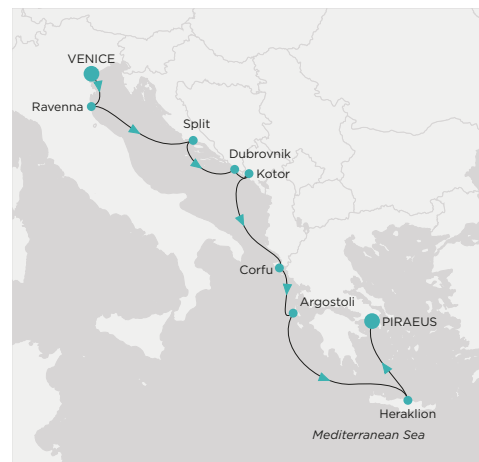 VENICE
Ravenna
Split
Dubrovnik
Kotor
Corfu
Argostoli
PIRAEUS
Heraklion
Mediterranean Sea